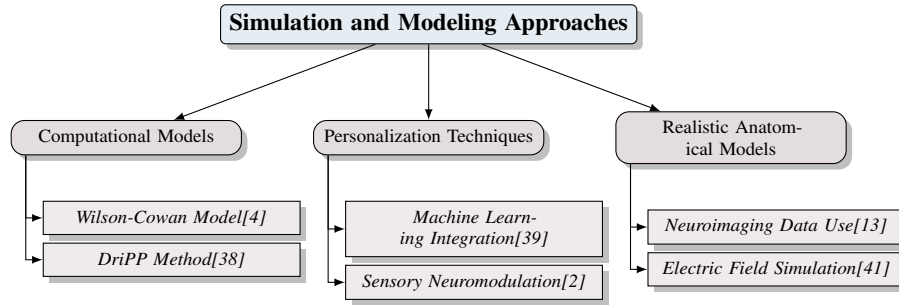 Simulation and Modeling Approaches
Computational Models
Wilson-Cowan Model[4]
DriPP Method[38]
Personalization Techniques
Machine Learn-
ing Integration[39]
Sensory Neuromodulation[2]
Realistic Anatom-
ical Models
Neuroimaging Data Use[13]
Electric Field Simulation[41]